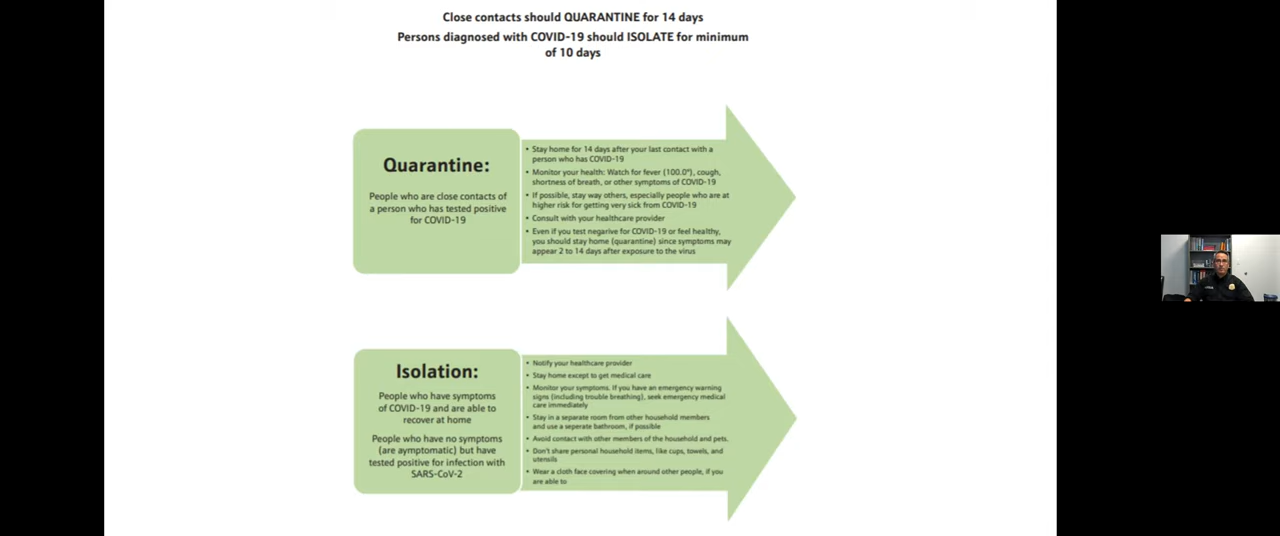 Close contacts should QUARANTINE for 14 days
Persons diagnosed with COVID-19 should ISOLATE for minimum
of 10 days
Quarantine:
People who are close contacts of
a person who has tested positive
for COVID-19
• Stay home for 14 days after your last contact with a
person who has COVID-19
• Monitor your health: Watch for fever (100.0°), cough,
shortness of breath, or other symptoms of COVID-19
• If possible, stay way others, especially people who are at
higher risk for getting very sick from COVID-19
• Consult with your healthcare provider
• Even if you test negarive for COVID-19 or feel healthy,
you should stay home (quarantine) since symptoms may
appear 2 to 14 days after exposure to the virus
Isolation:
People who have symptoms
of COVID-19 and are able to
recover at home
People who have no symptoms
(are aymptomatic) but have
tested positive for infection with
SARS-CoV-2
• Notify your healthcare provider
• Stay home except to get medical care
• Monitor your symptoms. If you have an emergency warning
signs (including trouble breathing), seek emergency medical
care immediately
• Stay in a separate room from other household members
and use a seperate bathroom, if possible
• Avoid contact with other members of the household and pets.
• Don't share personal household items, like cups, towels, and
utensils
• Wear a cloth face covering when around other people, if you
are able to